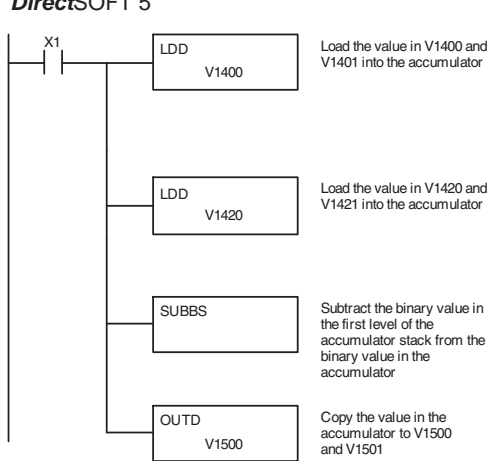 DirectSOFT 5
X1
LDD
V1400
Load the value in V1400 and
V1401 into the accumulator
LDD
V1420
Load the value in V1420 and
V1421 into the accumulator
SUBBS
Subtract the binary value in
the first level of the
accumulator stack from the
binary value in the
accumulator
OUTD
V1500
Copy the value in the
accumulator to V1500
and V1501